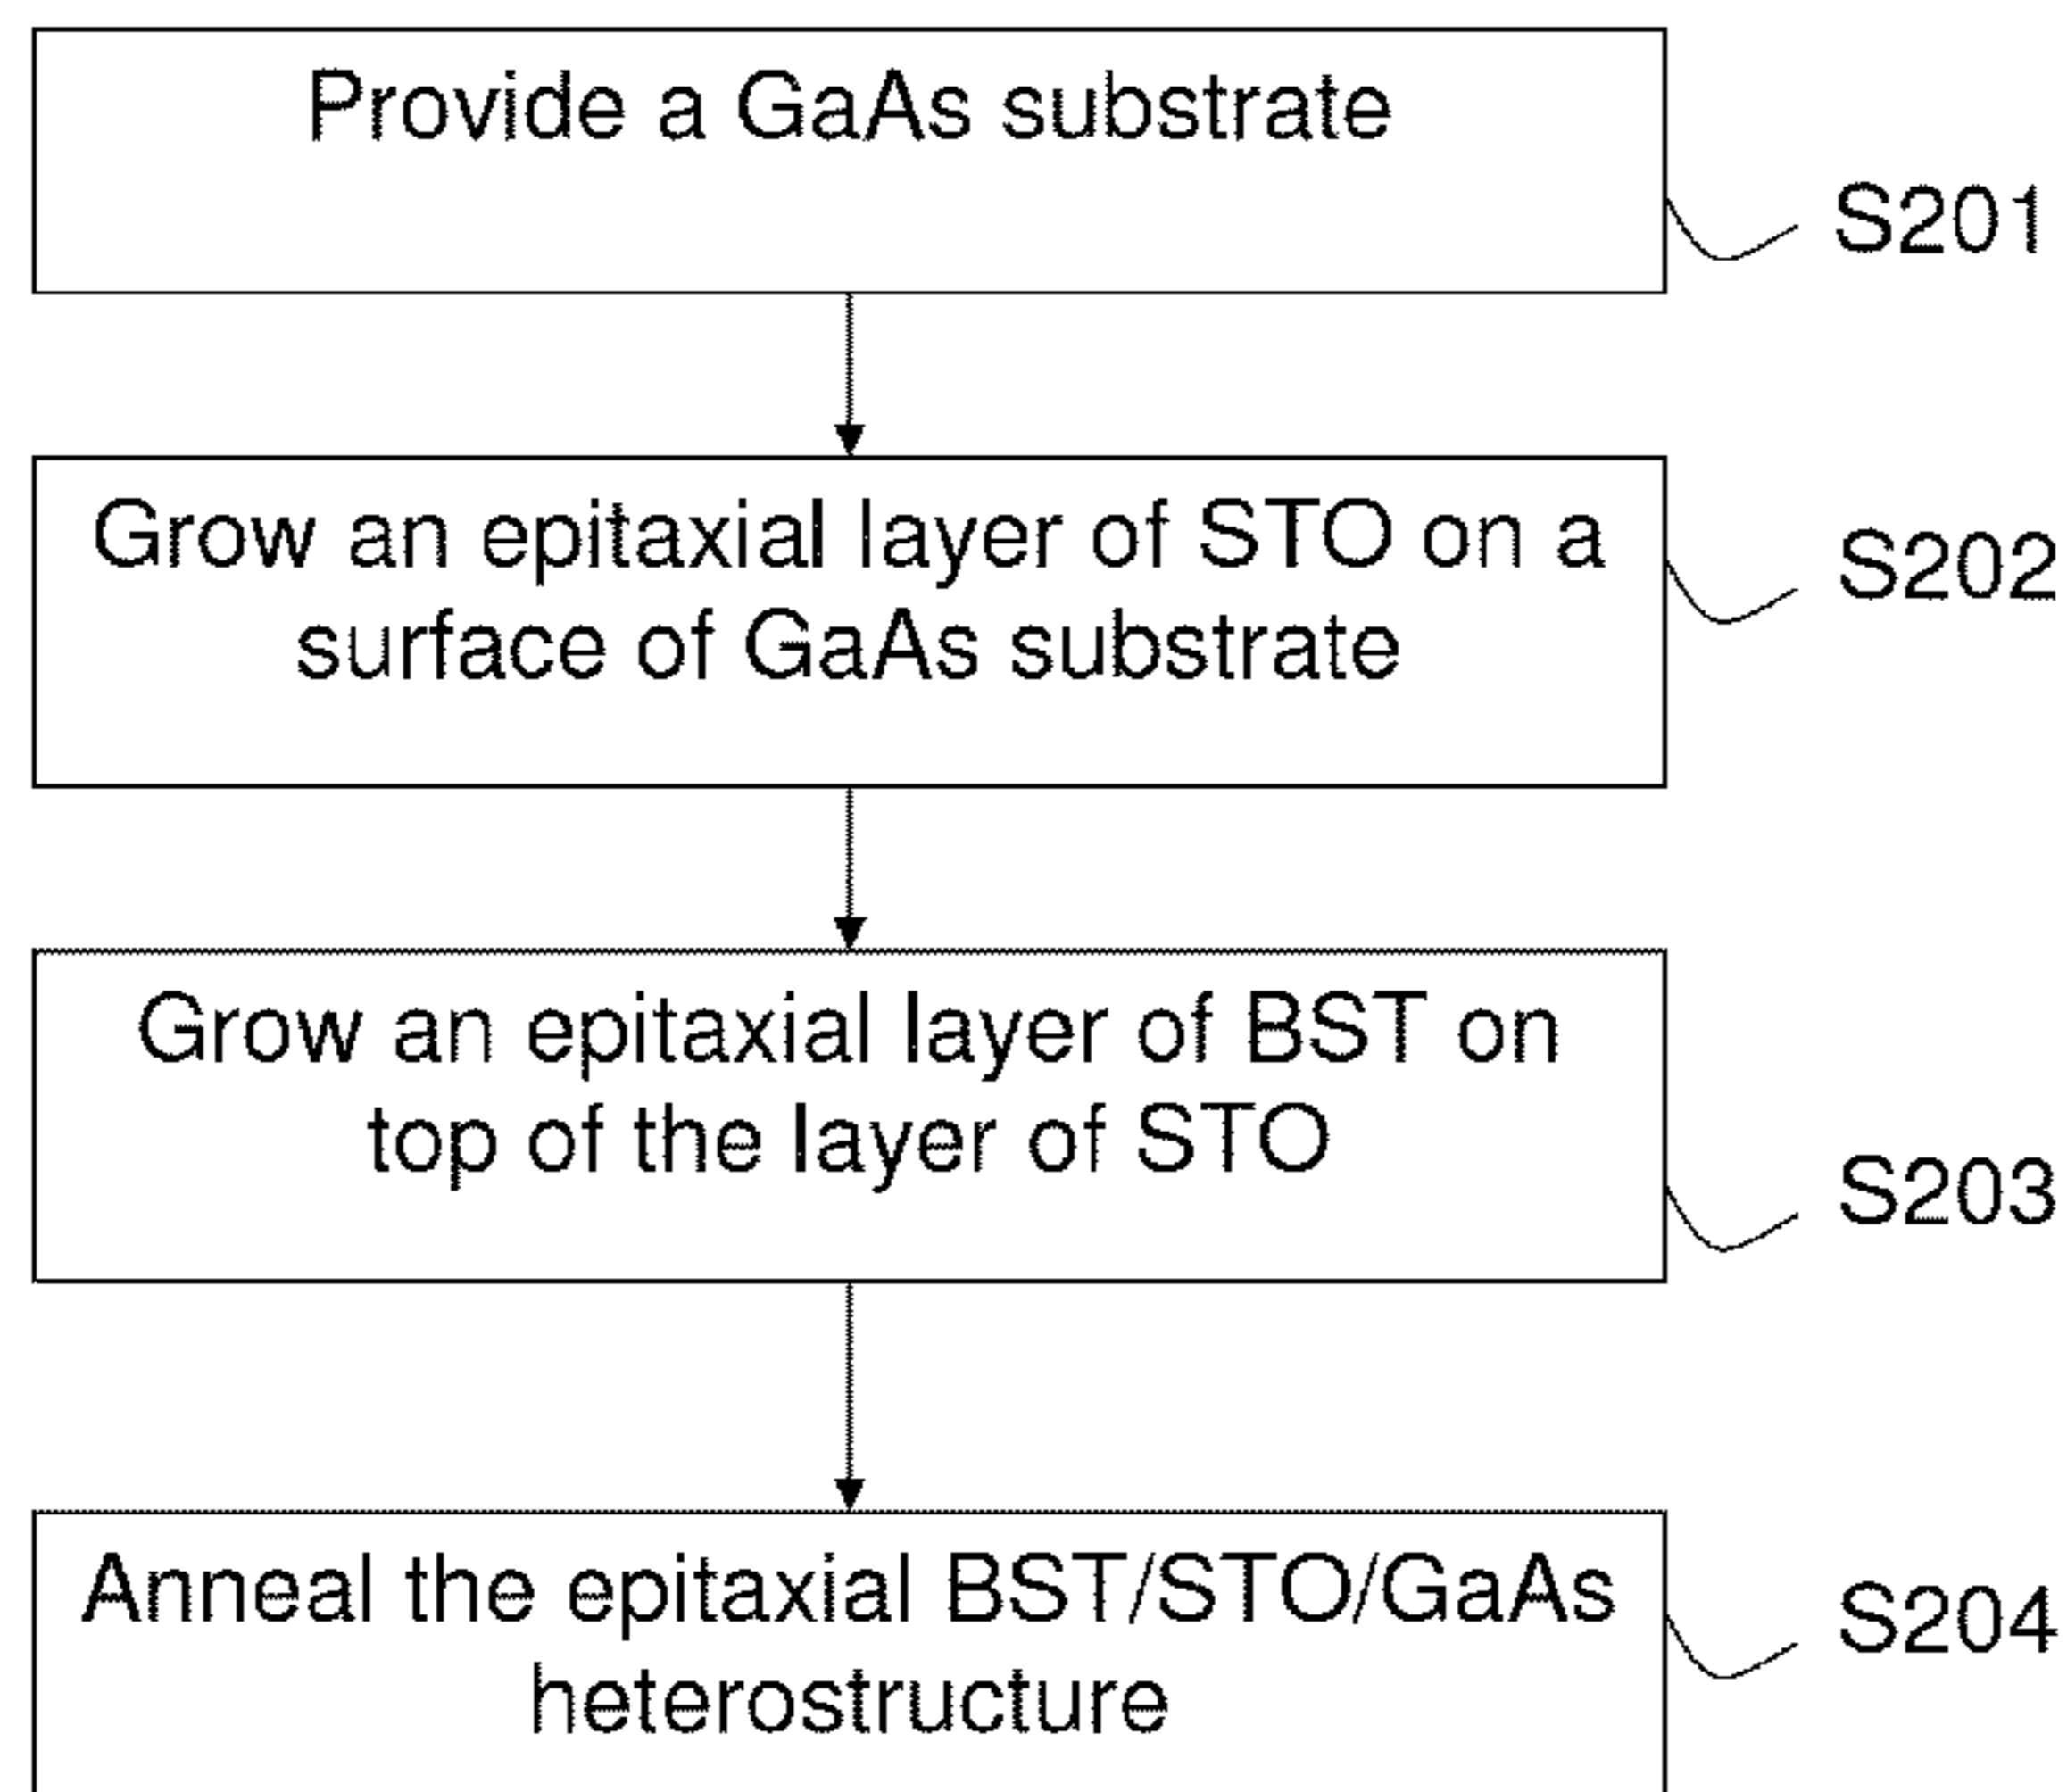 Provide a GaAs substrate
S201
Grow an epitaxial layer of STO on a
surface of GaAs substrate
S202
Grow an epitaxial layer of BST on
top of the layer of STO
S203
Anneal the epitaxial BST/STO/GaAs
heterostructure
S204